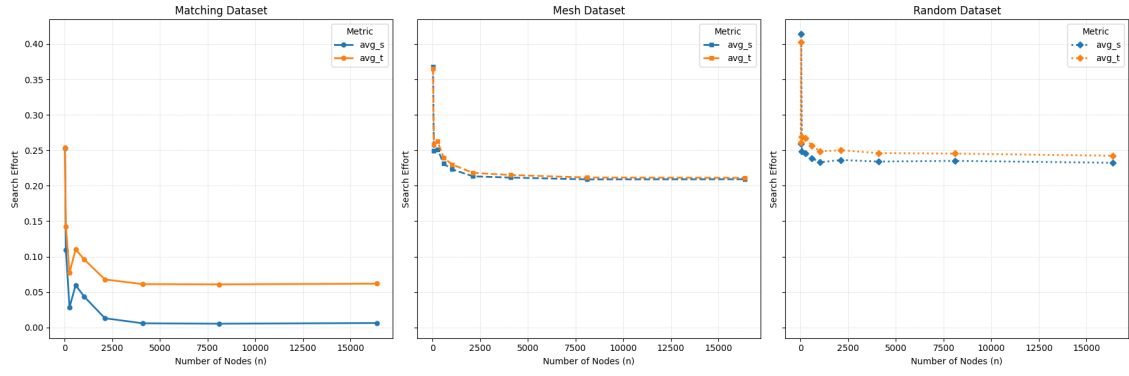 Matching Dataset
Metric
avg_s
avg_t
Search Effort
0.40
0.35
0.30
0.25
0.20
0.15
0.10
0.05
0.00
0
2500
5000
7500
10000
12500
15000
Number of Nodes (n)
Mesh Dataset
Metric
avg_s
avg_t
Search Effort
0
2500
5000
7500
10000
12500
15000
Number of Nodes (n)
Random Dataset
Metric
avg_s
avg_t
Search Effort
0
2500
5000
7500
10000
12500
15000
Number of Nodes (n)